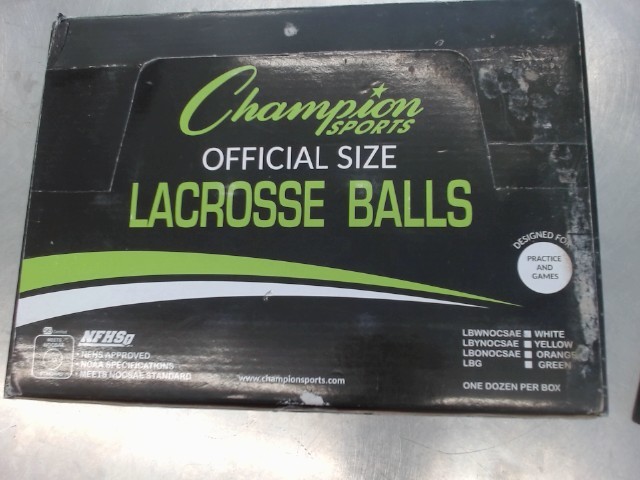 Champion
SPORTS
OFFICIAL SIZE
LACROSSE BALLS
DESIGNED FOR
PRACTICE
AND
GAMES
NFHS
• NFHS APPROVED
• NCAA SPECIFICATIONS
• MEETS NOCSAE STANDARD
www.championsports.com
LBWNOCSAE WHITE
LBYNOCSAE YELLOW
LBONOCSAE ORANGE
LBG GREEN
ONE DOZEN PER BOX